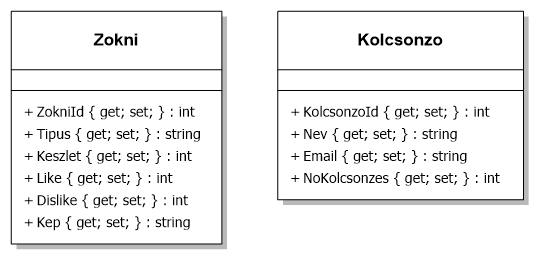 Zokni
+ ZokniId { get; set; } : int
+ Tipus { get; set; } : string
+ Keszlet { get; set; } : int
+ Like { get; set; } : int
+ Dislike { get; set; } : int
+ Kep { get; set; } : string
Kolcsonzo
+ KolcsonzoId { get; set; } : int
+ Nev { get; set; } : string
+ Email { get; set; } : string
+ NoKolcsonzes { get; set; } : int